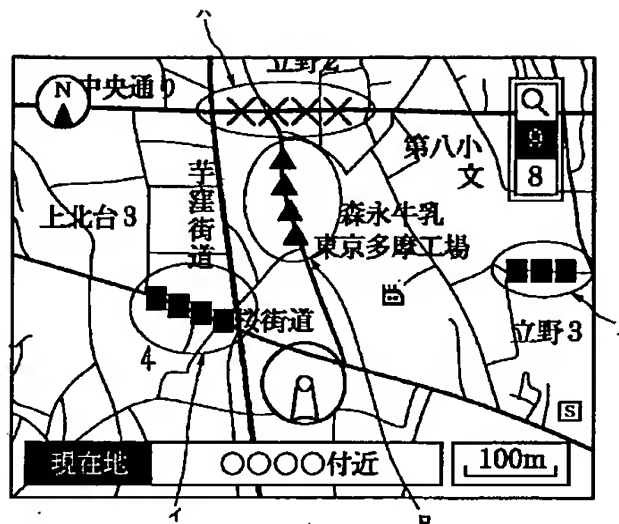 ハ
立野2
N
中央通り
9
8
第八小
文
芋窪街道
上北台3
森永牛乳
東京多摩工場
桜街道
立野3
4
S
現在地
○○○○付近
100m
イ
ロ